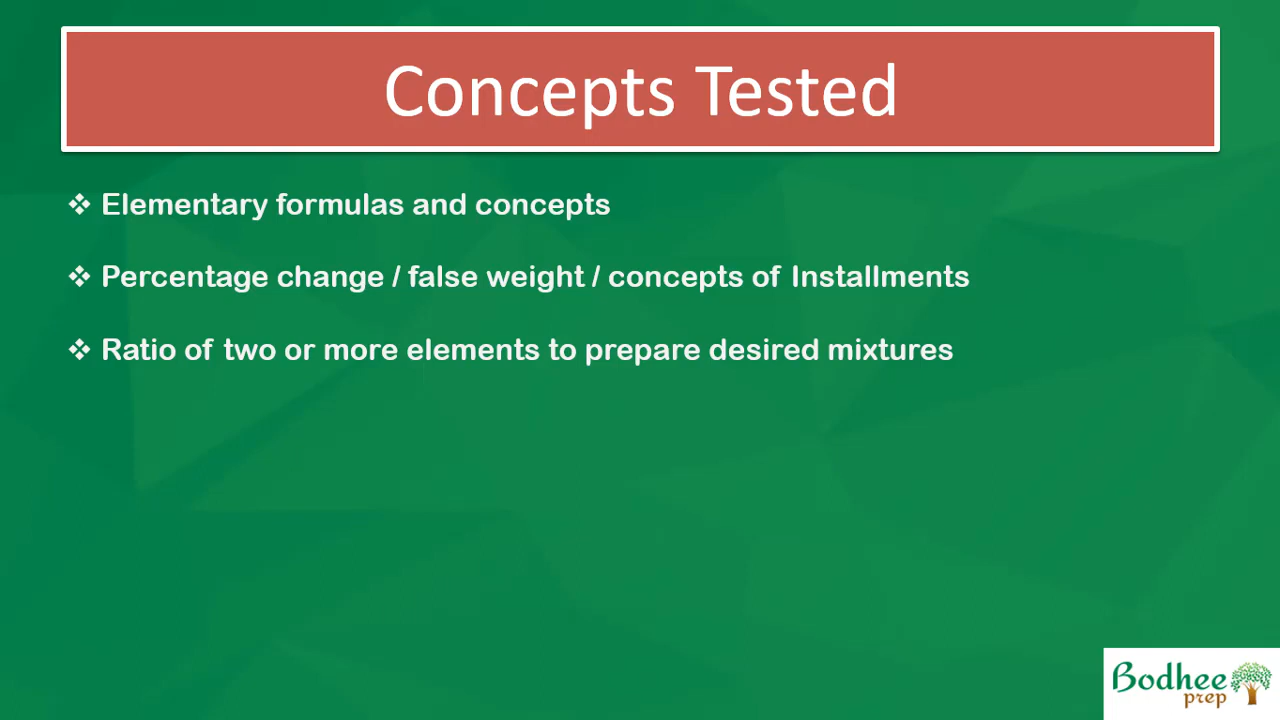 Concepts Tested
❖ Elementary formulas and concepts
❖ Percentage change / false weight / concepts of Installments
❖ Ratio of two or more elements to prepare desired mixtures
Bodhee
prep